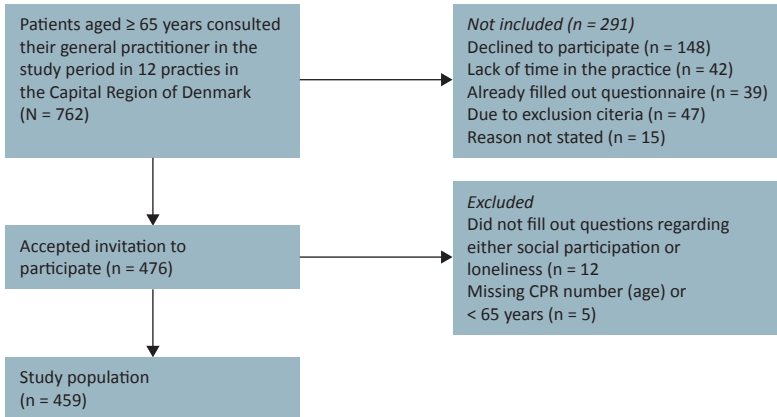 Patients aged ≥ 65 years consulted
their general practitioner in the
study period in 12 practies in
the Capital Region of Denmark
(N = 762)
Not included (n = 291)
Declined to participate (n = 148)
Lack of time in the practice (n = 42)
Already filled out questionnaire (n = 39)
Due to exclusion citeria (n = 47)
Reason not stated (n = 15)
Accepted invitation to
participate (n = 476)
Excluded
Did not fill out questions regarding
either social participation or
loneliness (n = 12
Missing CPR number (age) or
< 65 years (n = 5)
Study population
(n = 459)